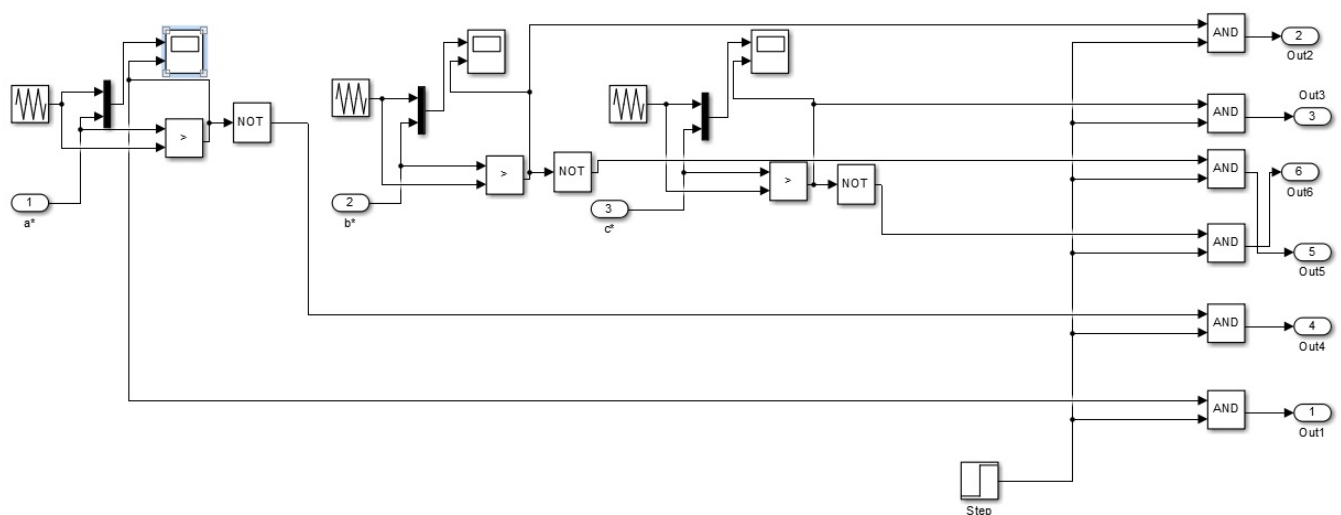 AND
2
Out2
Out3
AND
3
NOT
>
1
a*
2
b*
>
NOT
3
c*
>
NOT
AND
6
Out6
AND
5
Out5
AND
4
Out4
AND
1
Out1
Step